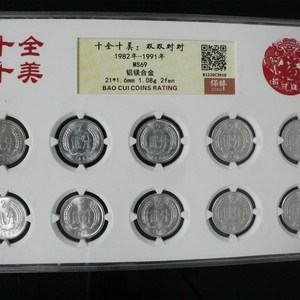 十全
十美
十全十美：双双对对
1982年-1991年
MS69
铝镁合金
21*1.6mm 1.08g 2fen
BAO CUI COINS RATING